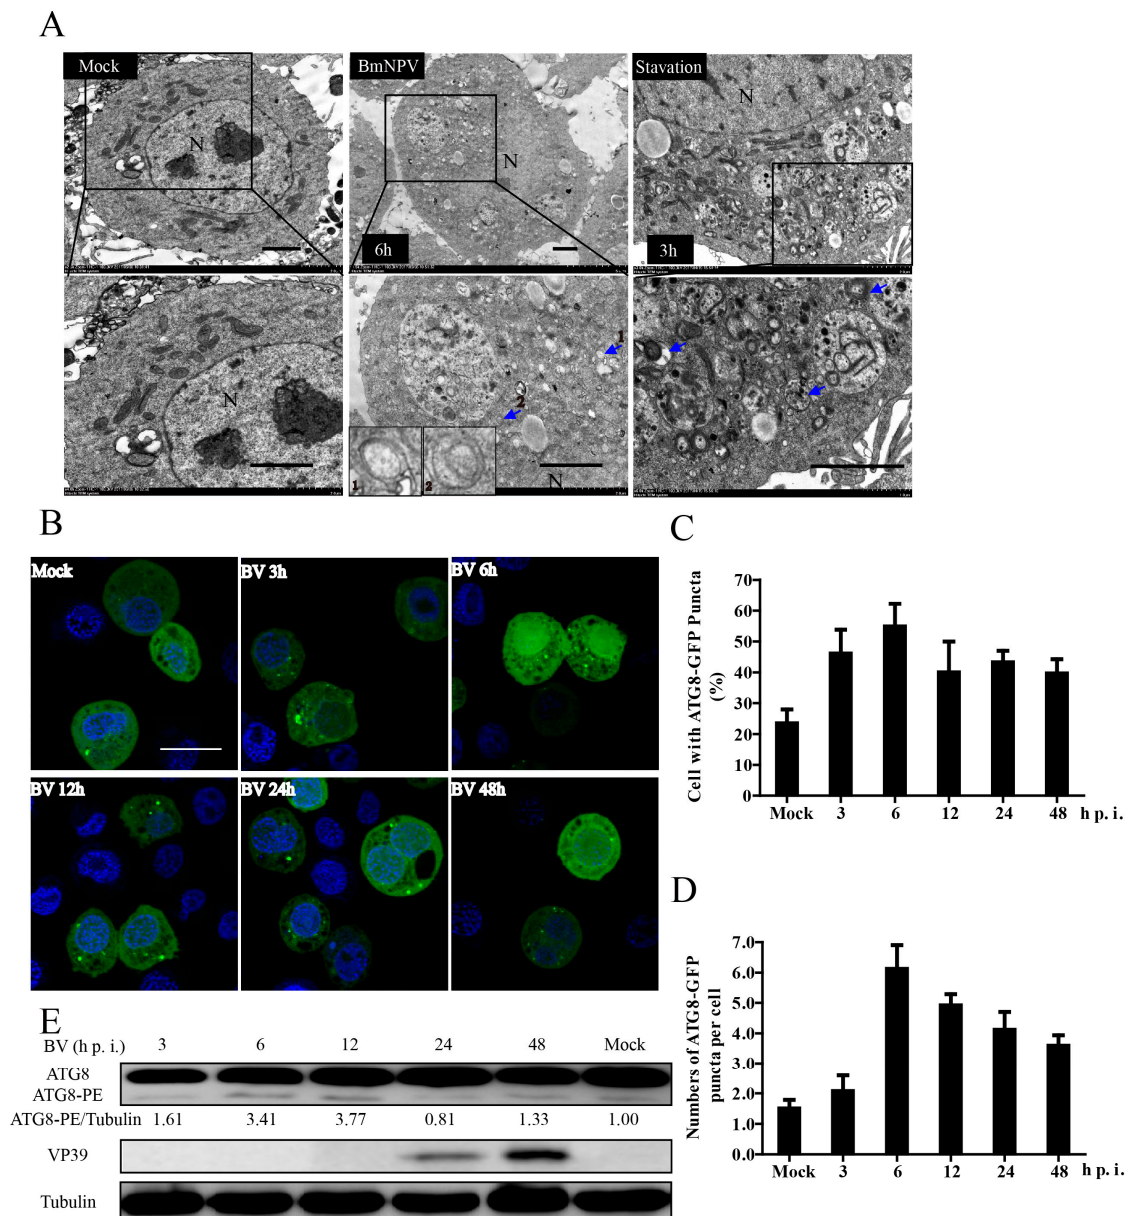 A
Mock
BmNPV
Stavation
N
N
N
6h
3h
N
1
2
1
2
N
B
Mock
BV 3h
BV 6h
BV 12h
BV 24h
BV 48h
C
Cell with ATG8-GFP Puncta
(%)
70
60
50
40
30
20
10
0
Mock 3 6 12 24 48 h p. i.
D
Numbers of ATG8-GFP
puncta per cell
7.0
6.0
5.0
4.0
3.0
2.0
1.0
0.0
Mock 3 6 12 24 48 h p. i.
E
BV (h p. i.) 3 6 12 24 48 Mock
ATG8
ATG8-PE
ATG8-PE/Tubulin 1.61 3.41 3.77 0.81 1.33 1.00
VP39
Tubulin